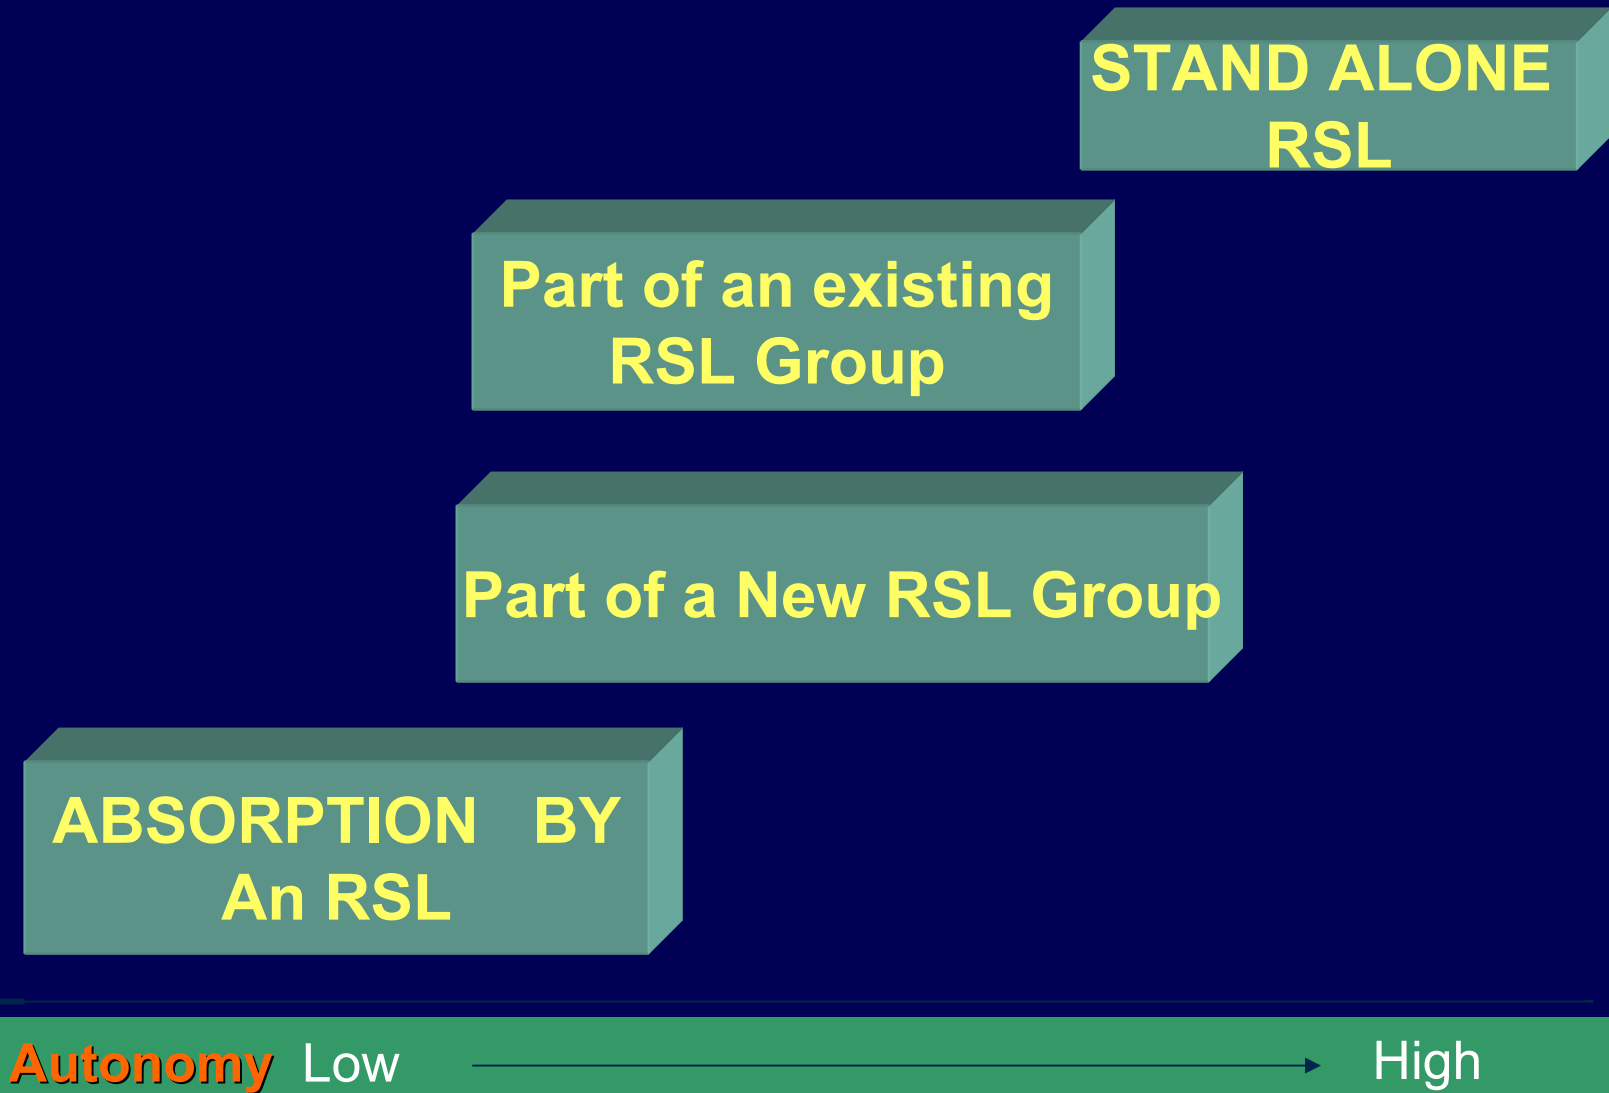 STAND ALONE
RSL
Part of an existing
RSL Group
Part of a New RSL Group
ABSORPTION BY
An RSL
Autonomy Low High